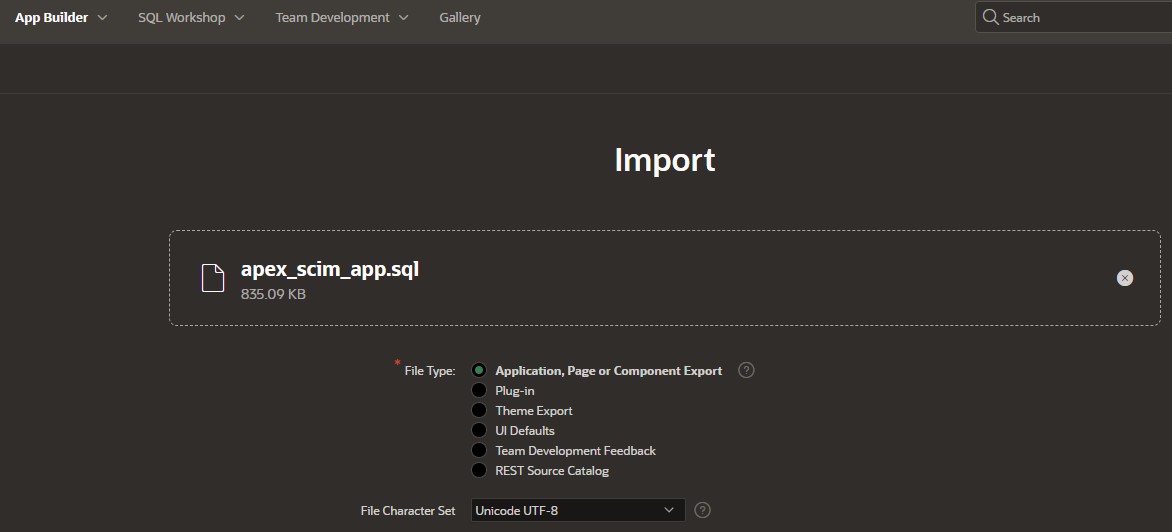 App Builder SQL Workshop Team Development Gallery Search
Import
apex_scim_app.sql
835.09 KB
* File Type: Application, Page or Component Export ?
Plug-in
Theme Export
UI Defaults
Team Development Feedback
REST Source Catalog
File Character Set Unicode UTF-8 ?